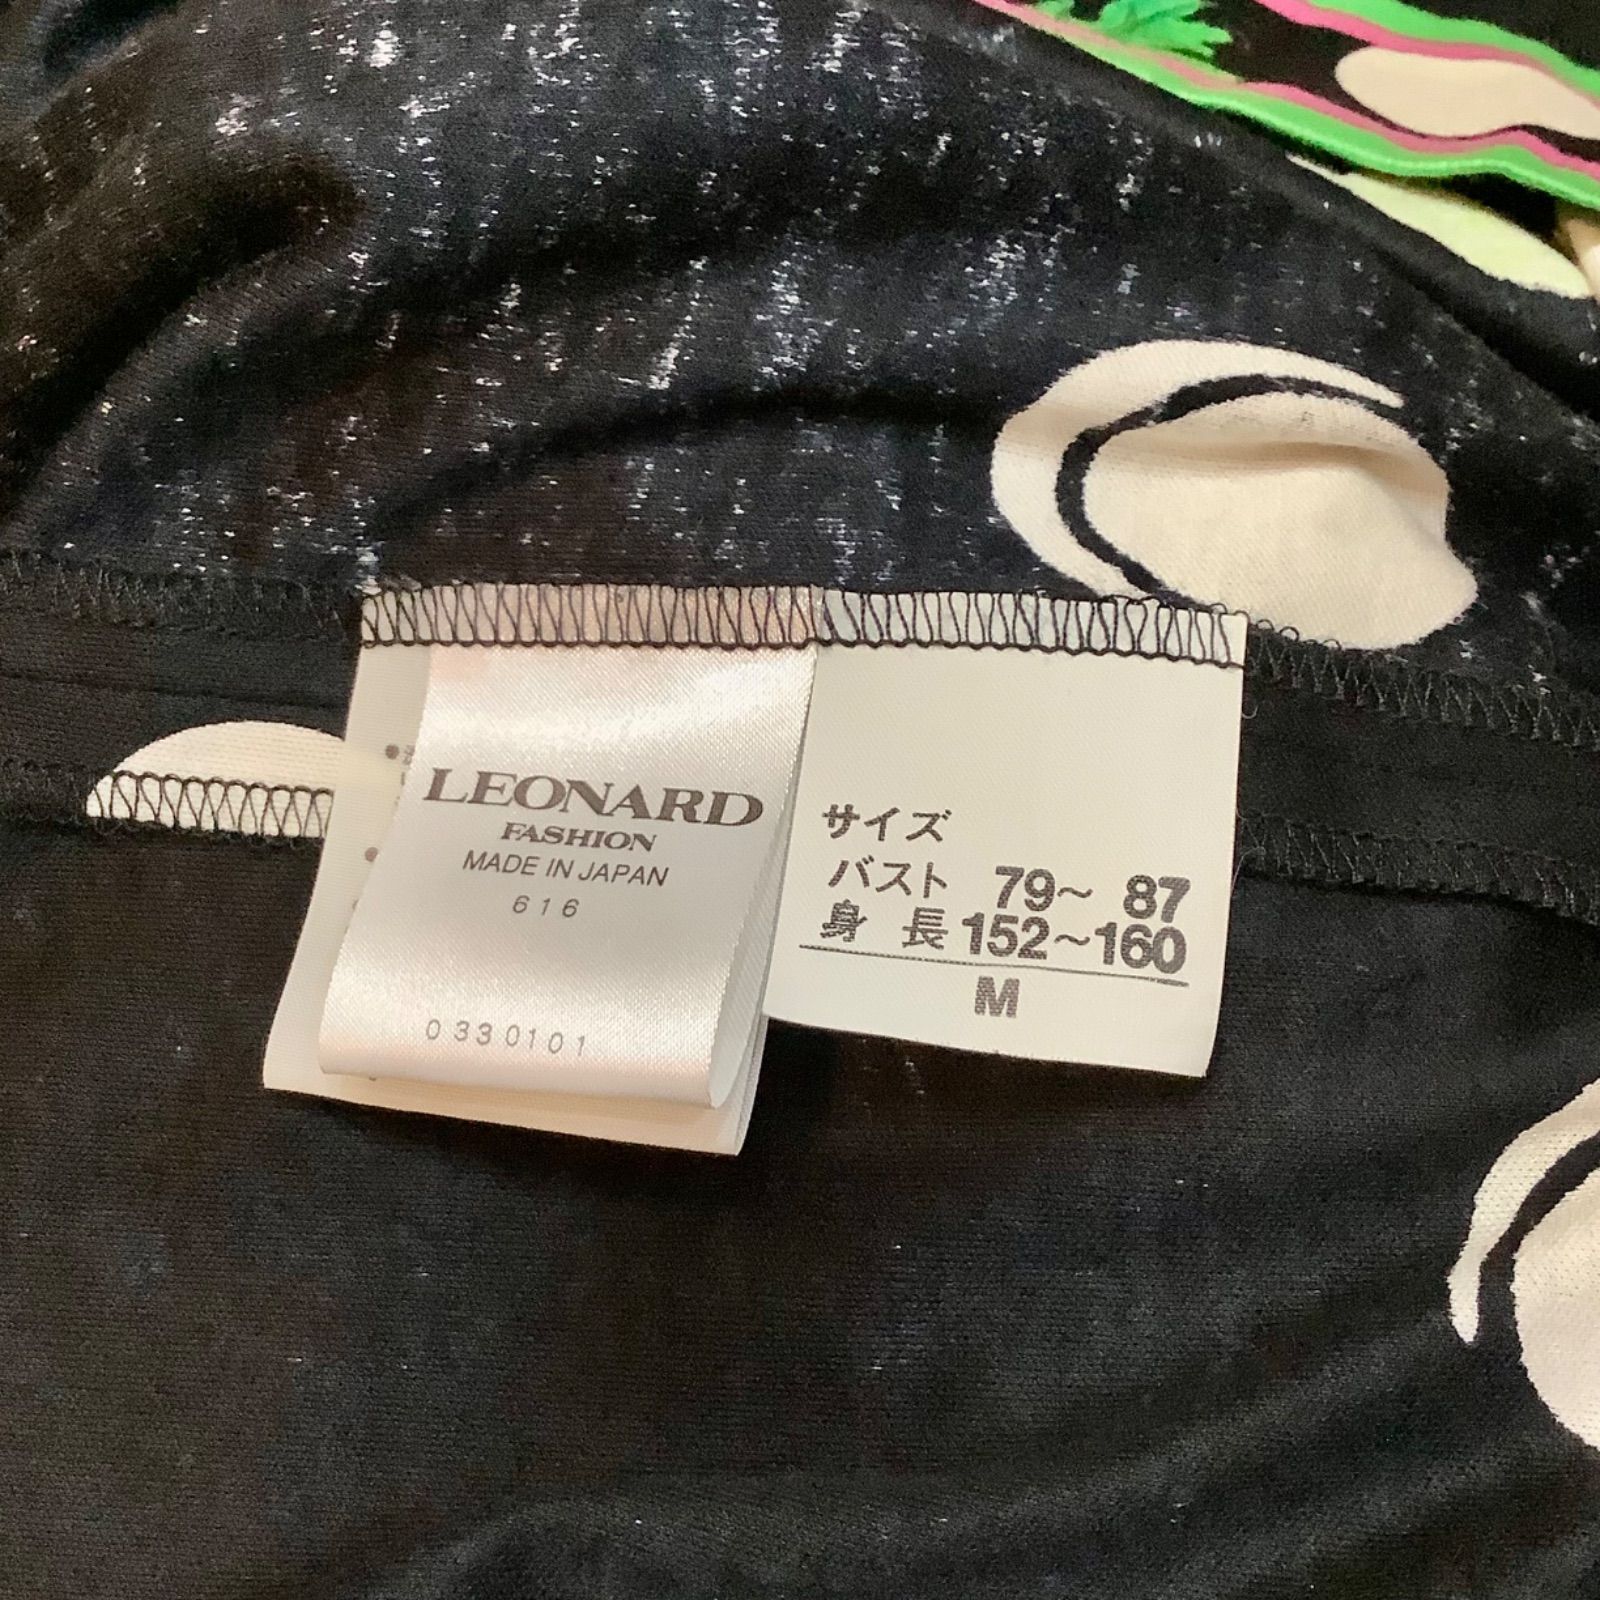 LEONARD
FASHION
MADE IN JAPAN
616
0330101
サイズ
バスト 79～ 87
身 長 152～160
M